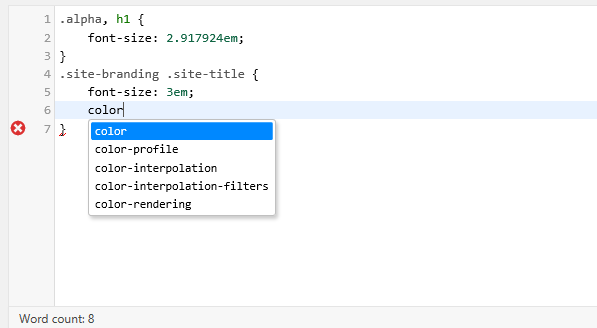 1 .alpha, h1 {
2 font-size: 2.917924em;
3 }
4 .site-branding .site-title {
5 font-size: 3em;
6 color
7 }
color
color-profile
color-interpolation
color-interpolation-filters
color-rendering
Word count: 8